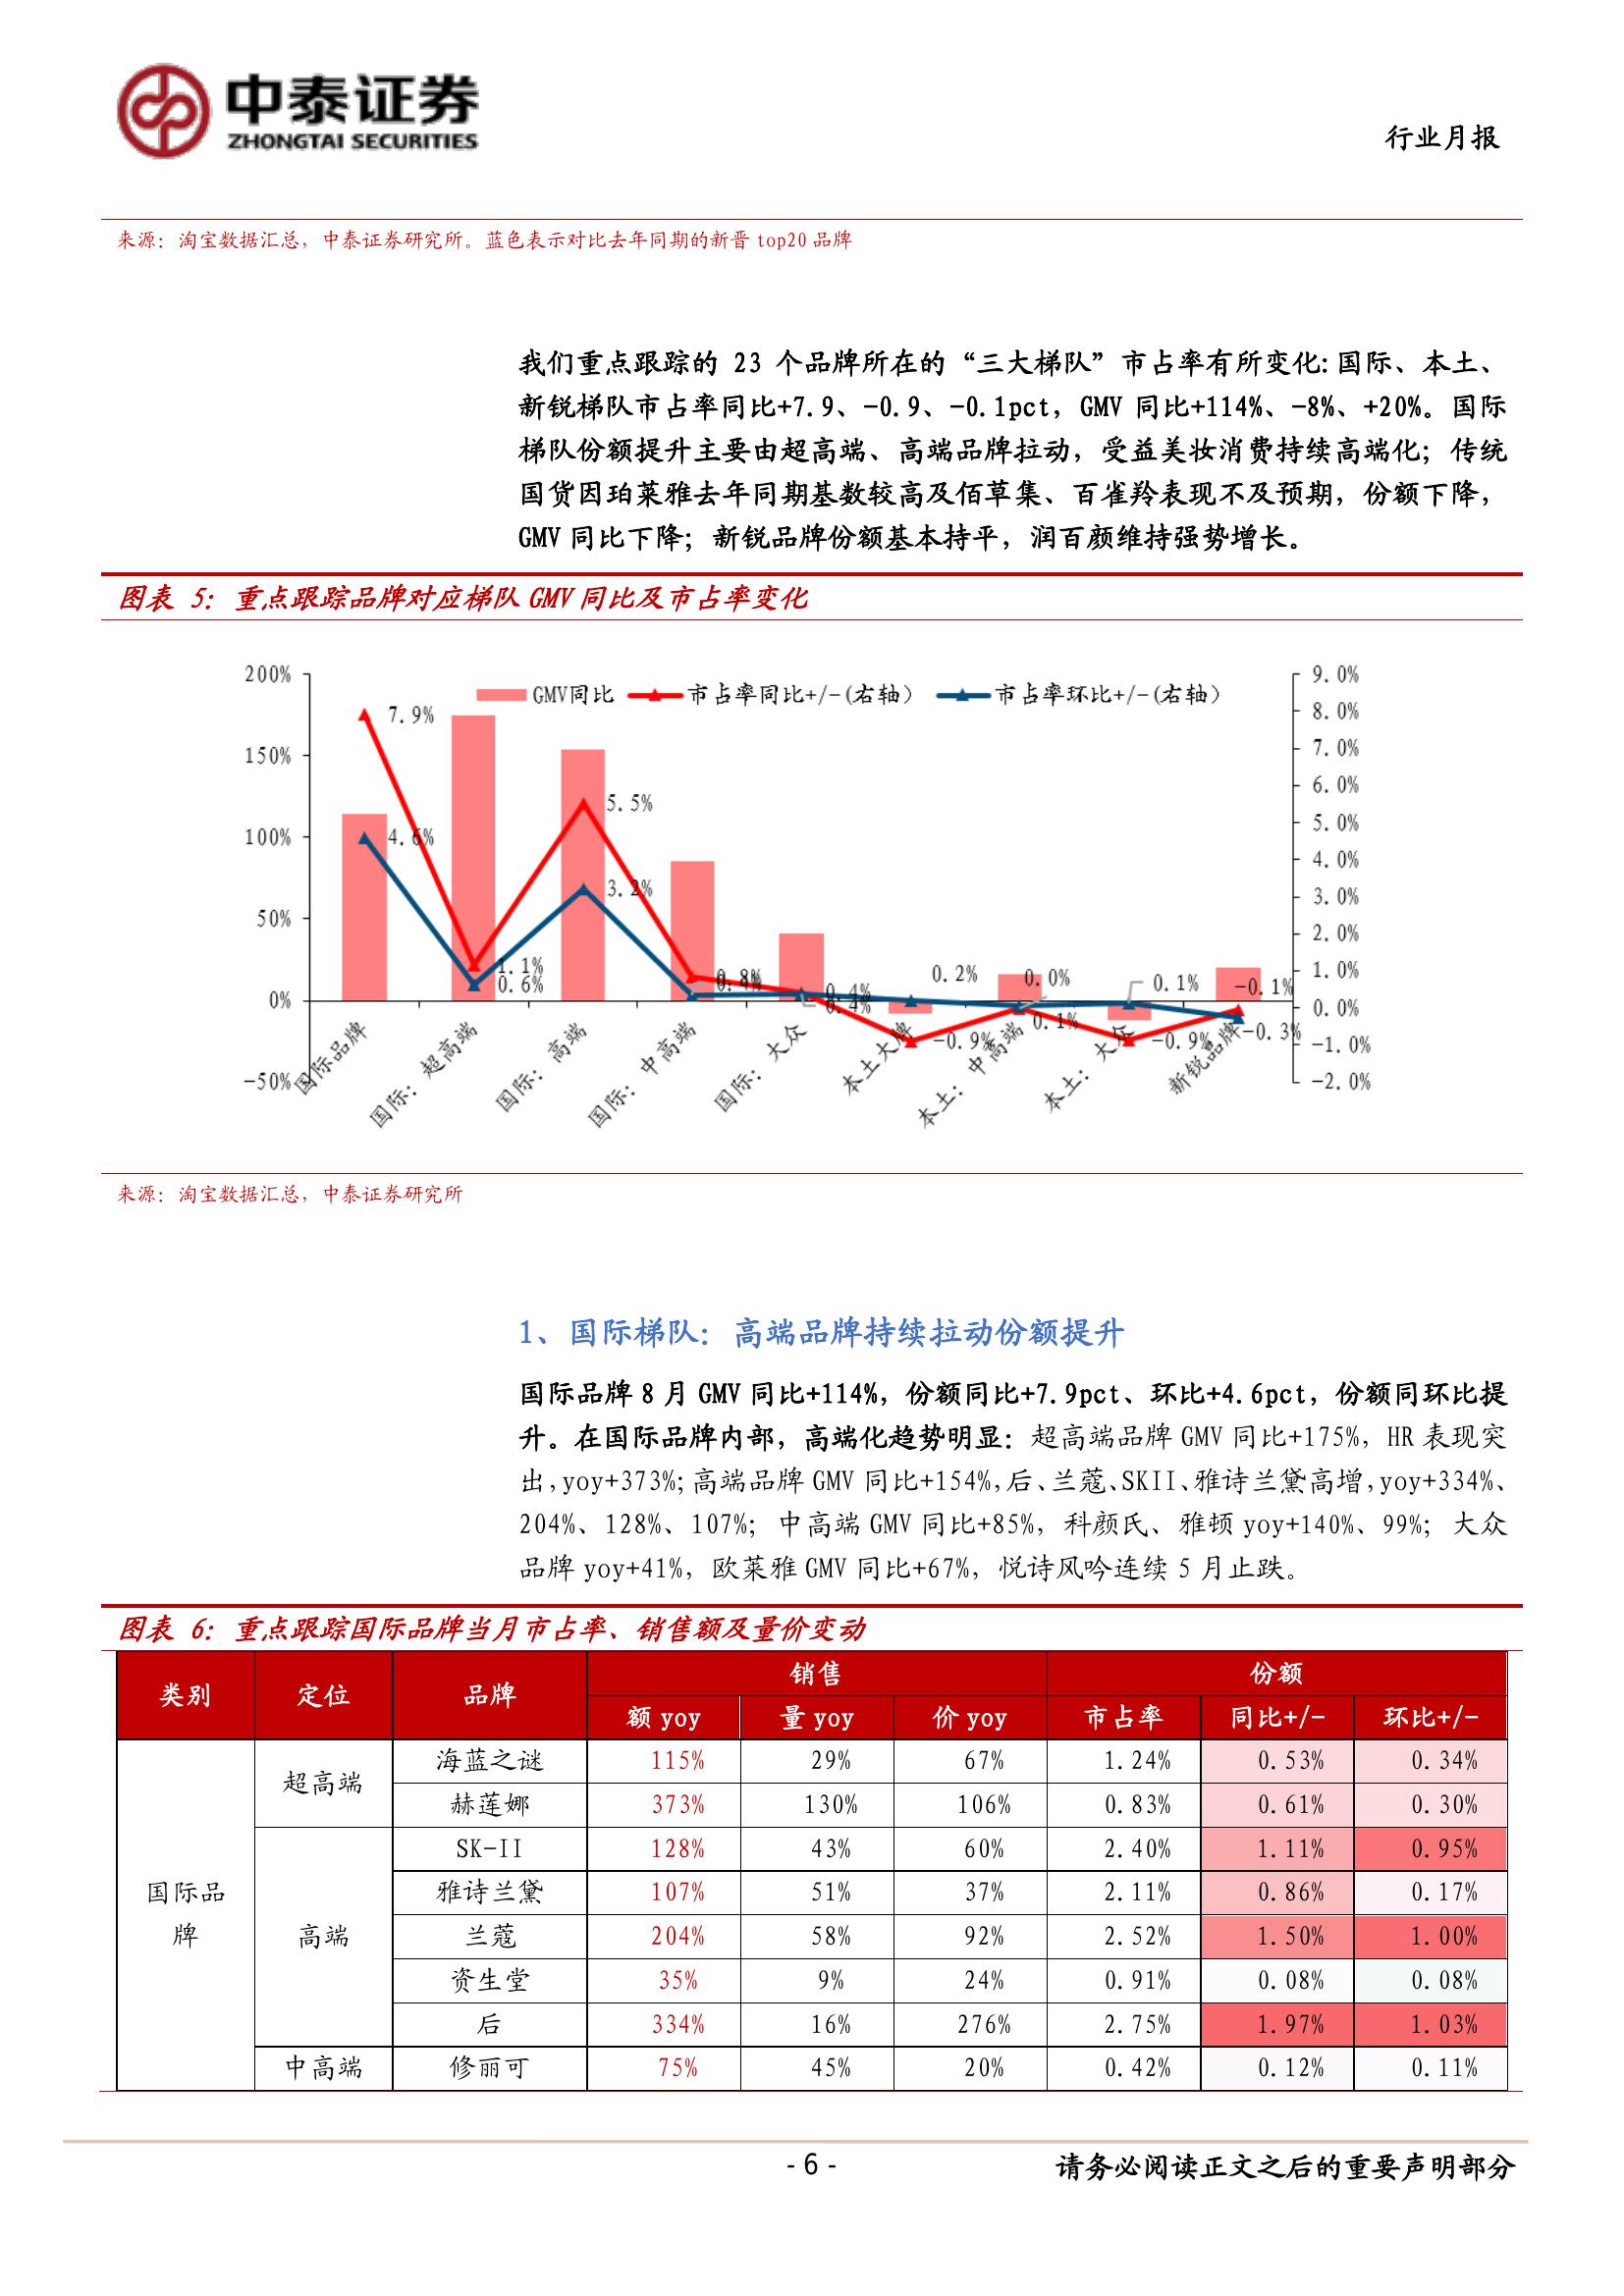 中泰证券
ZHONGTAI SECURITIES
行业月报
来源：淘宝数据汇总，中泰证券研究所。蓝色表示对比去年同期的新晋 top20 品牌
我们重点跟踪的 23 个品牌所在的“三大梯队”市占率有所变化:国际、本土、
新锐梯队市占率同比+7.9、-0.9、-0.1pct，GMV 同比+114%、-8%、+20%。国际
梯队份额提升主要由超高端、高端品牌拉动，受益美妆消费持续高端化；传统
国货因珀莱雅去年同期基数较高及佰草集、百雀羚表现不及预期，份额下降，
GMV 同比下降；新锐品牌份额基本持平，润百颜维持强势增长。
图表 5：重点跟踪品牌对应梯队 GMV 同比及市占率变化
GMV同比 市占率同比+/-(右轴） 市占率环比+/-(右轴）
200%
150%
100%
50%
0%
-50%
9.0%
8.0%
7.0%
6.0%
5.0%
4.0%
3.0%
2.0%
1.0%
0.0%
-1.0%
-2.0%
7.9%
4.6%
1.1%
0.6%
5.5%
3.2%
0.8%
0.4%
0.4%
0.2%
-0.9%
0.0%
0.1%
0.1%
-0.9%
-0.1%
-0.3%
国际品牌
国际：超高端
国际：高端
国际：中高端
国际：大众
本土大牌
本土：中高端
本土：大众
新锐品牌
来源：淘宝数据汇总，中泰证券研究所
1、国际梯队：高端品牌持续拉动份额提升
国际品牌 8 月 GMV 同比+114%，份额同比+7.9pct、环比+4.6pct，份额同环比提
升。在国际品牌内部，高端化趋势明显：超高端品牌 GMV 同比+175%，HR 表现突
出,yoy+373%;高端品牌 GMV 同比+154%,后、兰蔻、SKII、雅诗兰黛高增,yoy+334%、
204%、128%、107%；中高端 GMV 同比+85%，科颜氏、雅顿 yoy+140%、99%；大众
品牌 yoy+41%，欧莱雅 GMV 同比+67%，悦诗风吟连续 5 月止跌。
图表 6：重点跟踪国际品牌当月市占率、销售额及量价变动
类别 定位 品牌 销售 份额
额 yoy 量 yoy 价 yoy 市占率 同比+/- 环比+/-
国际品
牌
超高端
海蓝之谜 115% 29% 67% 1.24% 0.53% 0.34%
赫莲娜 373% 130% 106% 0.83% 0.61% 0.30%
高端
SK-II 128% 43% 60% 2.40% 1.11% 0.95%
雅诗兰黛 107% 51% 37% 2.11% 0.86% 0.17%
兰蔻 204% 58% 92% 2.52% 1.50% 1.00%
资生堂 35% 9% 24% 0.91% 0.08% 0.08%
后 334% 16% 276% 2.75% 1.97% 1.03%
中高端 修丽可 75% 45% 20% 0.42% 0.12% 0.11%
- 6 -
请务必阅读正文之后的重要声明部分